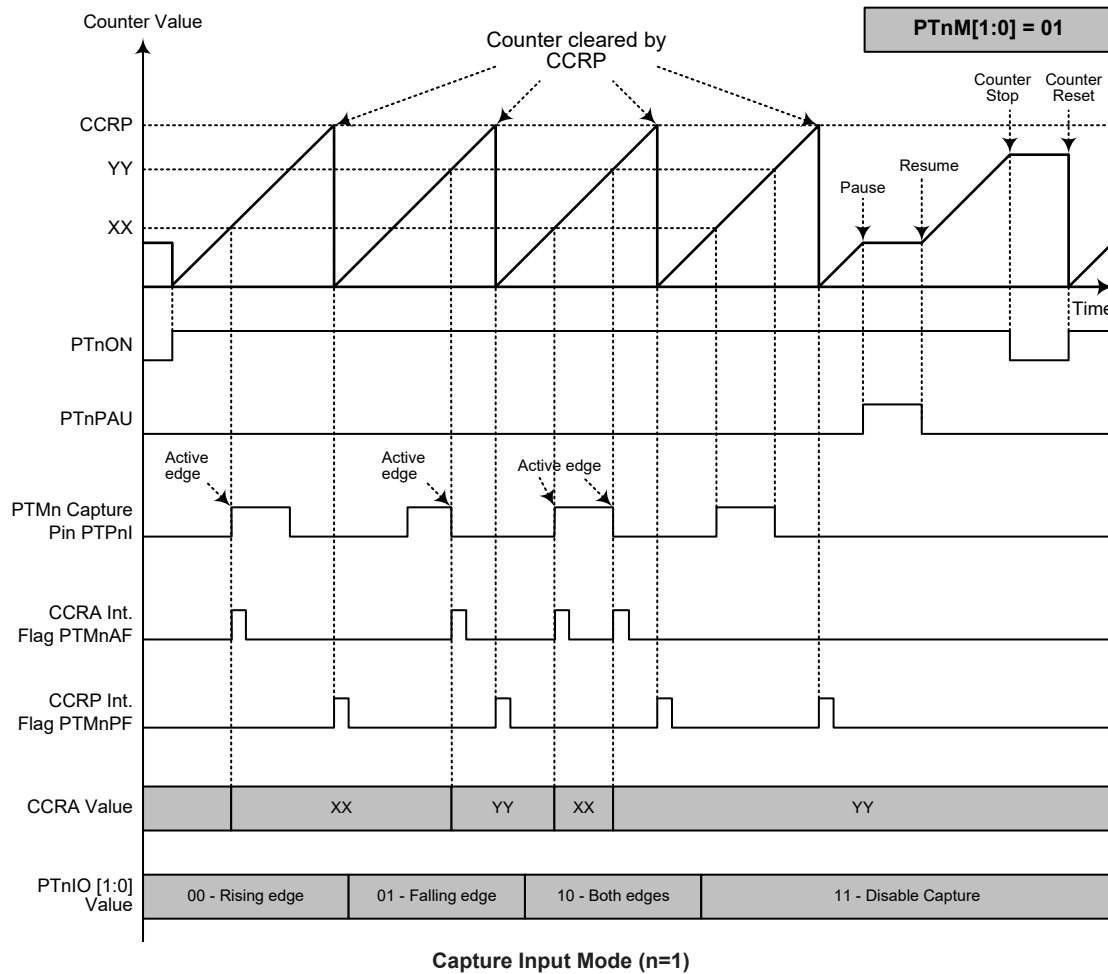 Counter Value
PTnM[1:0] = 01
Counter cleared by
CCRP
Counter
Stop
Counter
Reset
CCRP
YY
Resume
Pause
XX
Time
PTnON
PTnPAU
Active
edge
Active
edge
Active edge
PTMn Capture
Pin PTPnI
CCRA Int.
Flag PTMnAF
CCRP Int.
Flag PTMnPF
CCRA Value
XX
YY
XX
YY
PTnIO [1:0]
Value
00 - Rising edge
01 - Falling edge
10 - Both edges
11 - Disable Capture
Capture Input Mode (n=1)